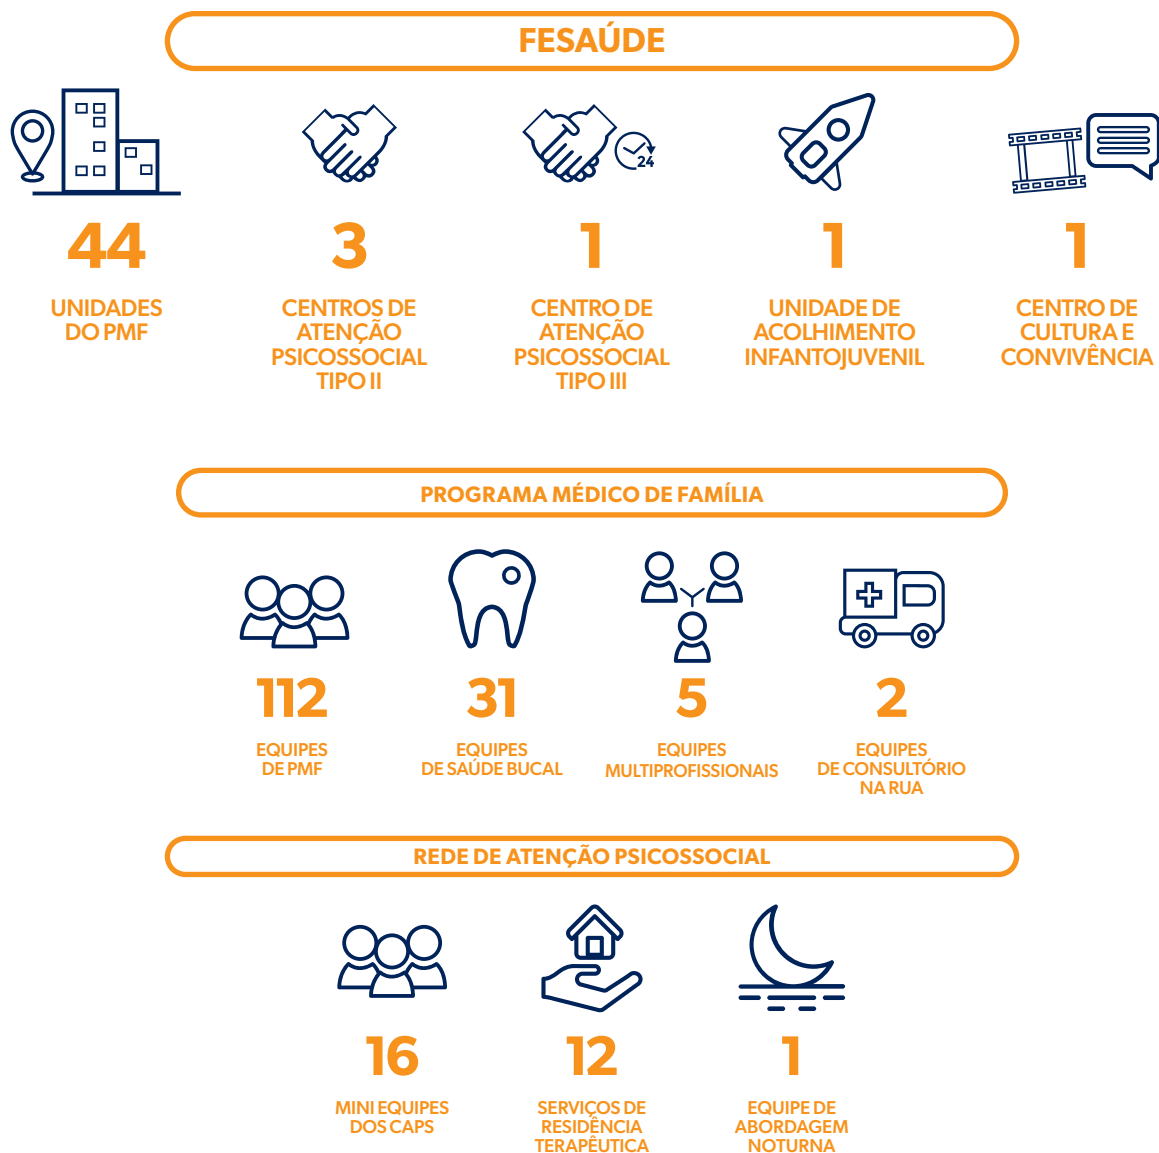 FESAÚDE
24
44
UNIDADES
DO PMF
3
CENTROS DE
ATENÇÃO
PSICOSSOCIAL
TIPO II
1
CENTRO DE
ATENÇÃO
PSICOSSOCIAL
TIPO III
1
UNIDADE DE
ACOLHIMENTO
INFANTOJUVENIL
1
CENTRO DE
CULTURA E
CONVIVÊNCIA
PROGRAMA MÉDICO DE FAMÍLIA
112
EQUIPES
DE PMF
31
EQUIPES
DE SAÚDE BUCAL
5
EQUIPES
MULTIPROFISSIONAIS
2
EQUIPES
DE CONSULTÓRIO
NA RUA
REDE DE ATENÇÃO PSICOSSOCIAL
16
MINI EQUIPES
DOS CAPS
12
SERVIÇOS DE
RESIDÊNCIA
TERAPÊUTICA
1
EQUIPE DE
ABORDAGEM
NOTURNA